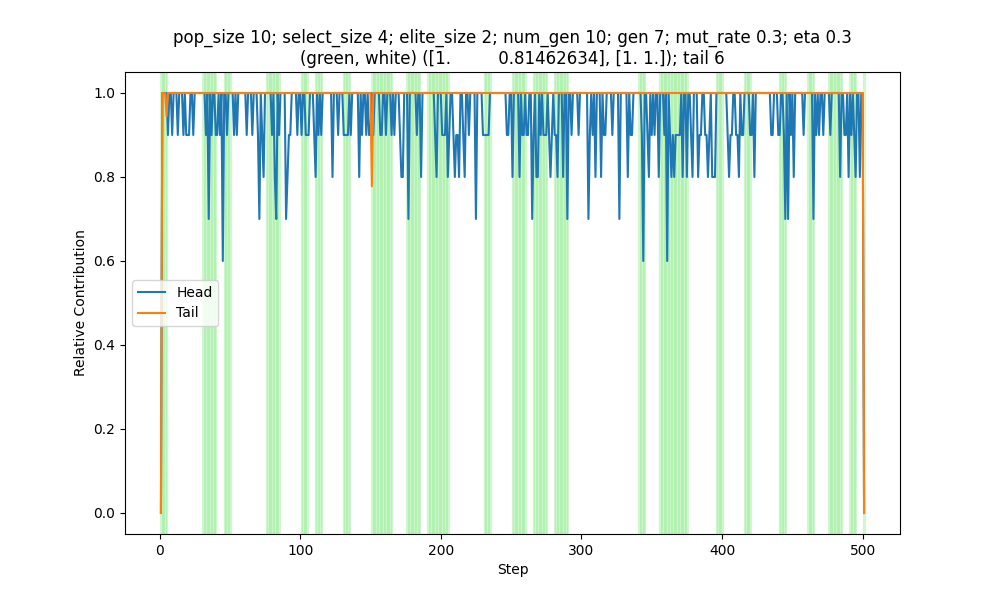 pop_size 10; select_size 4; elite_size 2; num_gen 10; gen 7; mut_rate 0.3; eta 0.3
(green, white) ([1.          0.81462634], [1. 1.]); tail 6
1.0
0.8
0.6
0.4
0.2
0.0
Relative Contribution
Head
Tail
0
100
200
300
400
500
Step